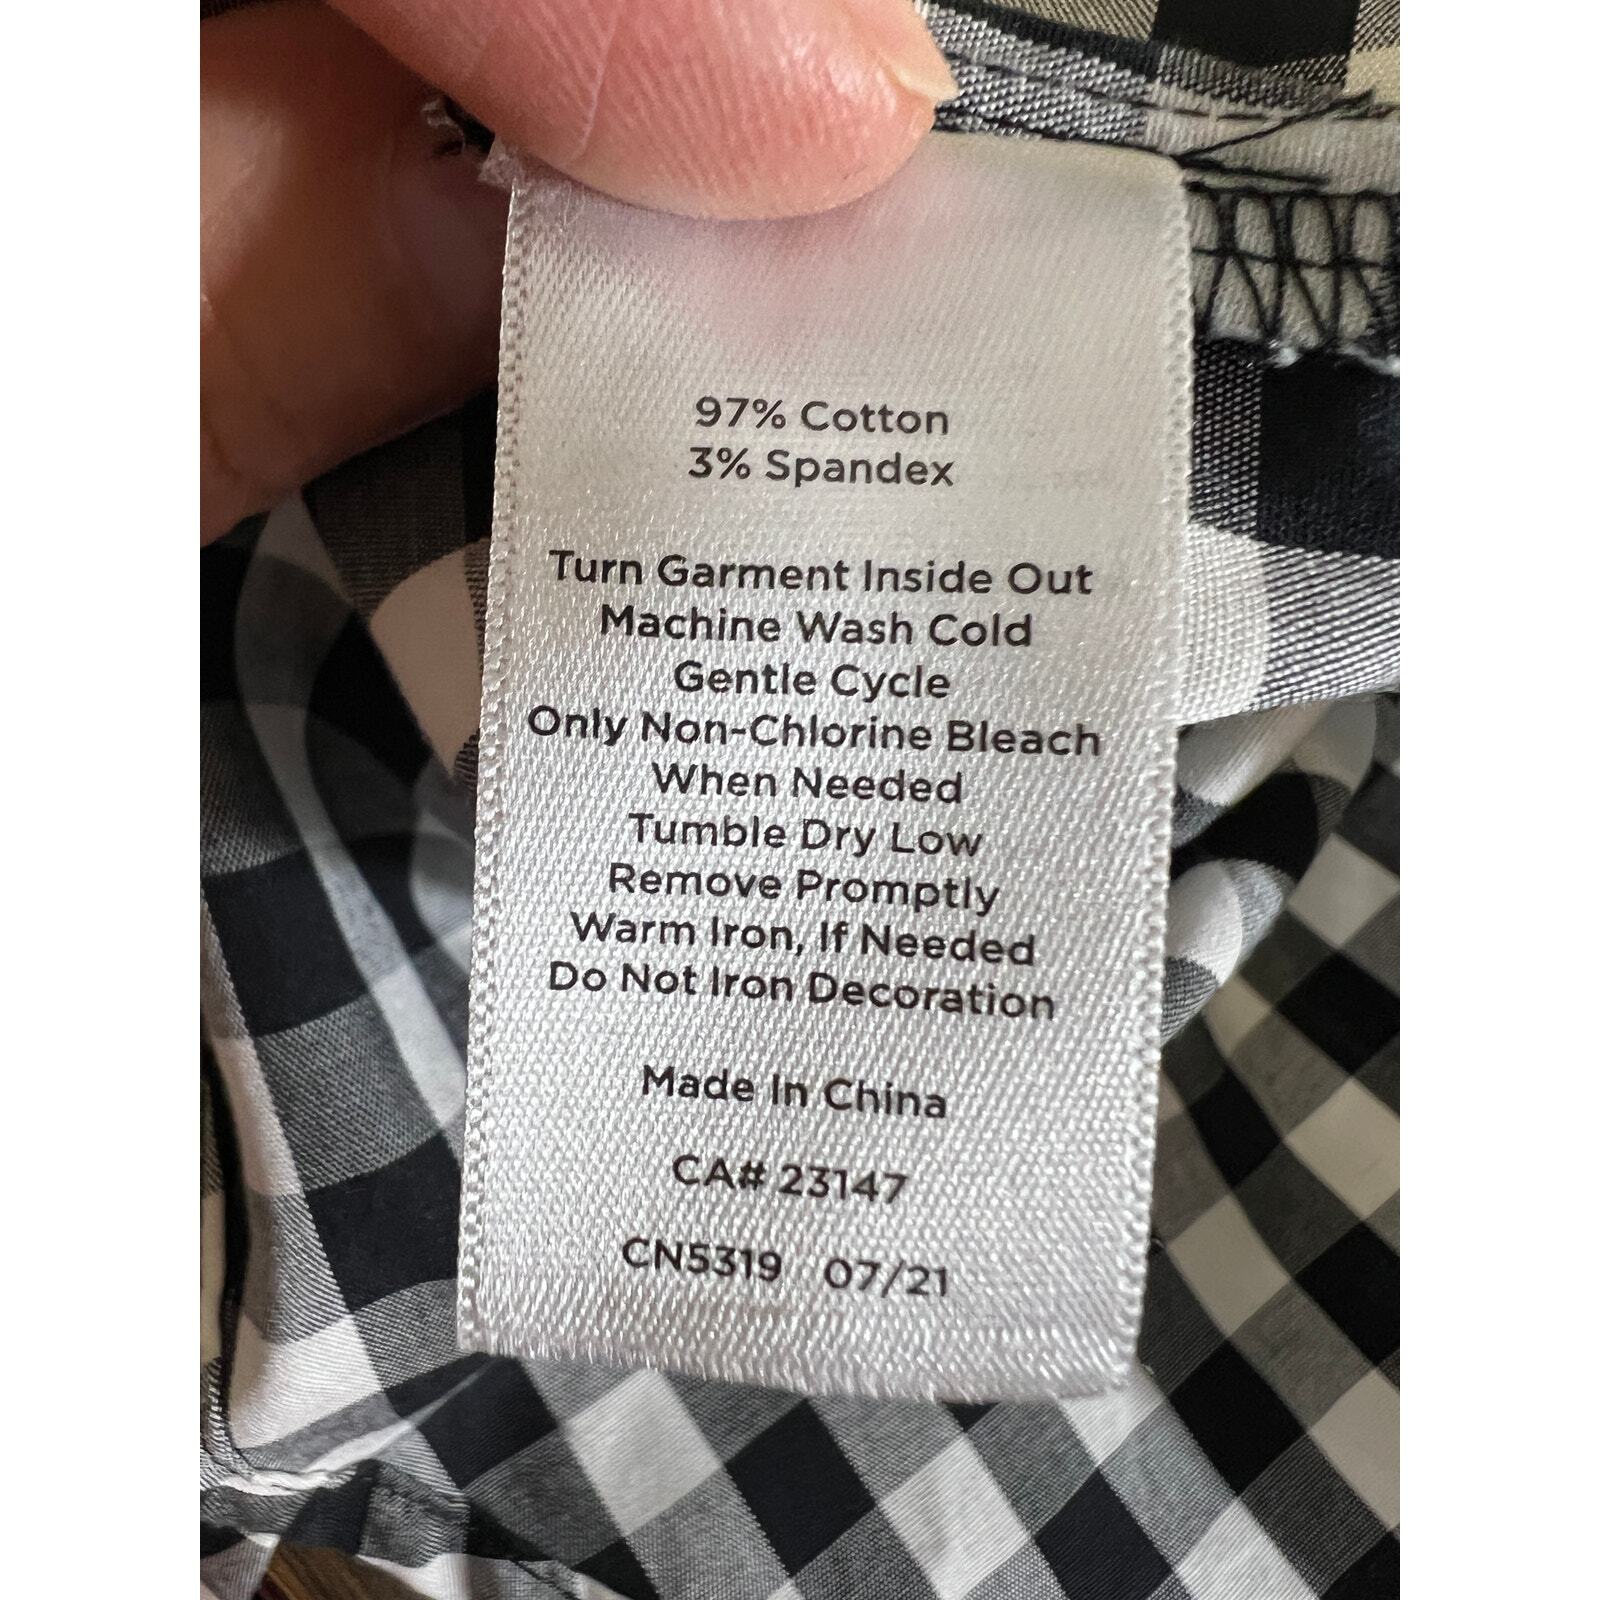 97% Cotton
3% Spandex
Turn Garment Inside Out
Machine Wash Cold
Gentle Cycle
Only Non-Chlorine Bleach
When Needed
Tumble Dry Low
Remove Promptly
Warm Iron, If Needed
Do Not Iron Decoration
Made In China
CA# 23147
CN5319 07/21